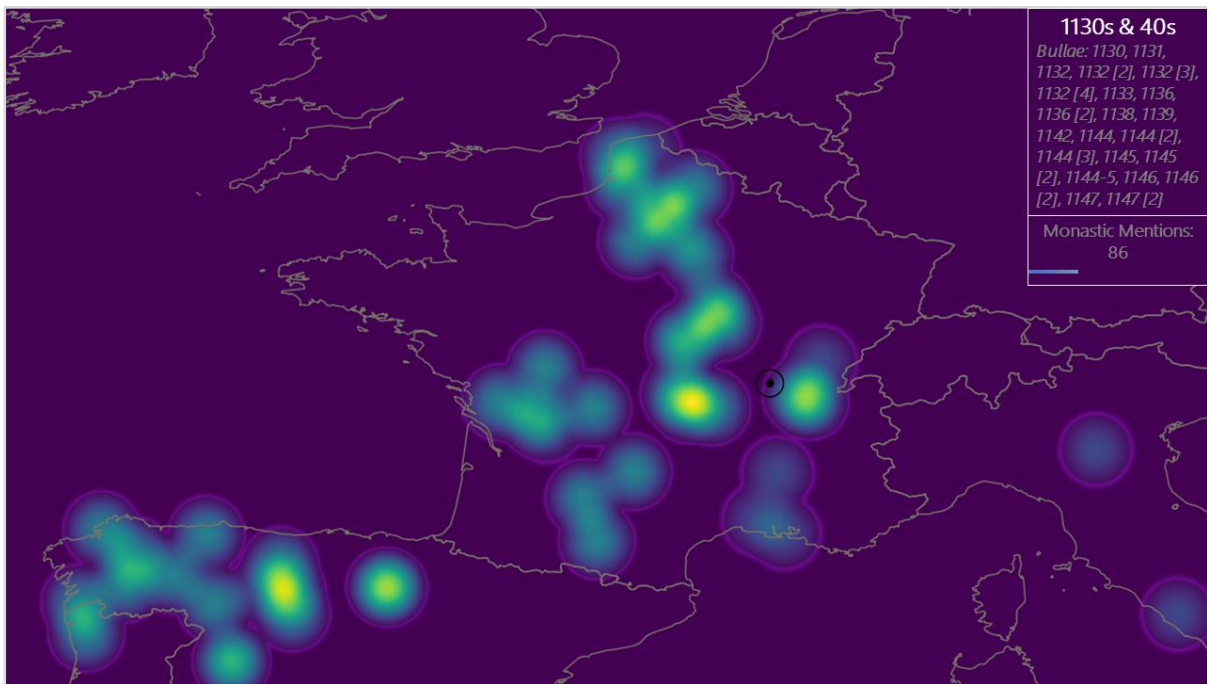 1130s & 40s
Bullae: 1130, 1131,
1132, 1132 [2], 1132 [3],
1132 [4], 1133, 1136,
1136 [2], 1138, 1139,
1142, 1144, 1144 [2],
1144 [3], 1145, 1145
[2], 1144-5, 1146, 1146
[2], 1147, 1147 [2]
Monastic Mentions:
86